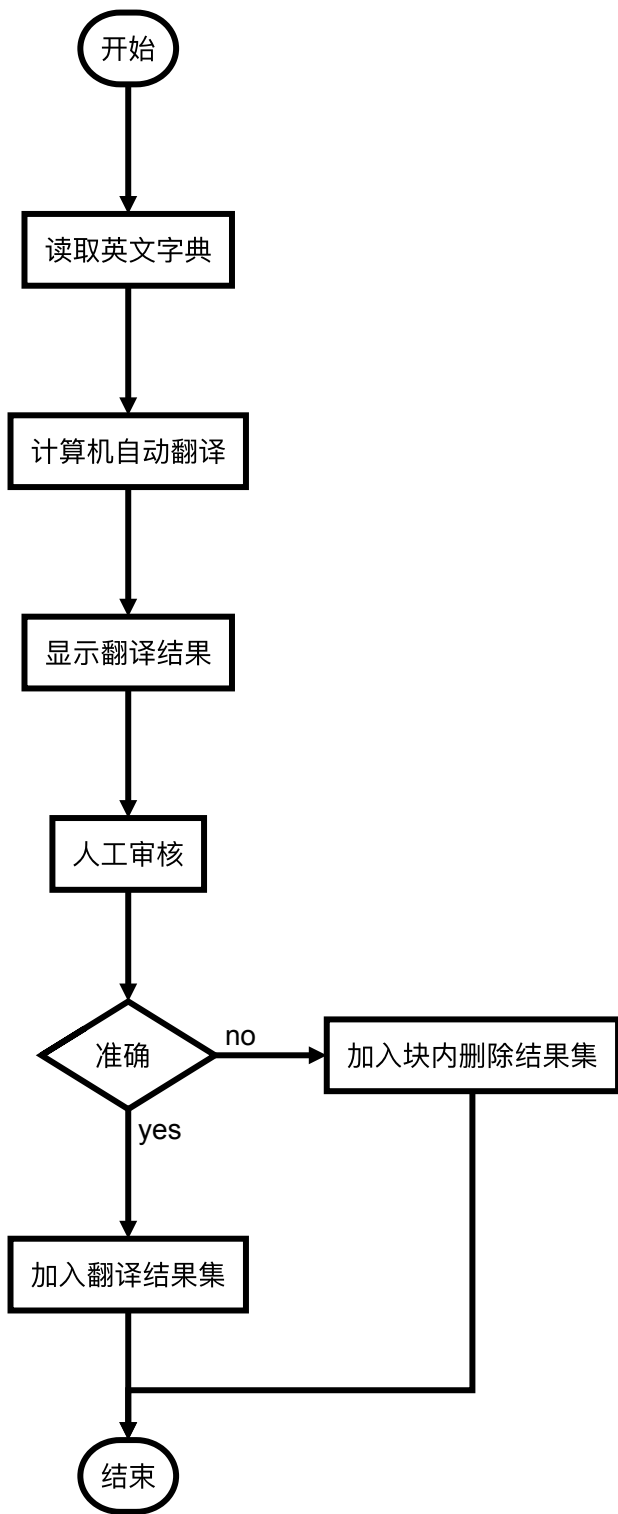 开始
读取英文字典
计算机自动翻译
显示翻译结果
人工审核
准确
no
加入块内删除结果集
yes
加入翻译结果集
结束